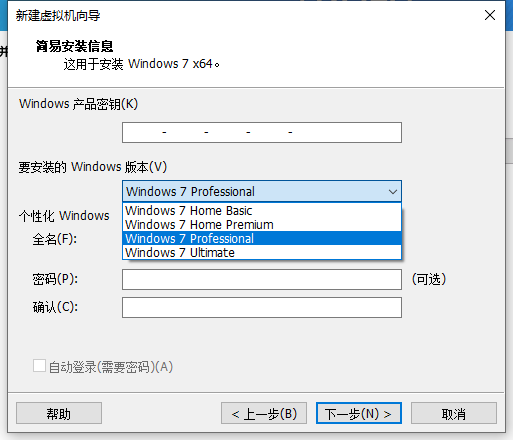 新建虚拟机向导
简易安装信息
这用于安装 Windows 7 x64。
Windows 产品密钥(K)
- - - -
要安装的 Windows 版本(V)
Windows 7 Professional
Windows 7 Home Basic
Windows 7 Home Premium
Windows 7 Professional
Windows 7 Ultimate
个性化 Windows
全名(F):
密码(P):
(可选)
确认(C):
自动登录(需要密码)(A)
帮助
< 上一步(B)
下一步(N) >
取消